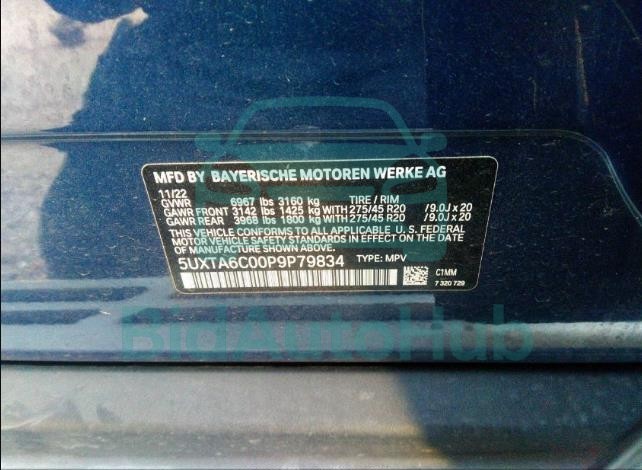 MFD BY BAYERISCHE MOTOREN WERKE AG
11/22
GVWR 6967 lbs 3160 kg TIRE / RIM
GAWR FRONT 3142 lbs 1425 kg WITH 275/45 R20 /9.0J x 20
GAWR REAR 3968 lbs 1800 kg WITH 275/45 R20 /9.0J x 20
THIS VEHICLE CONFORMS TO ALL APPLICABLE U. S. FEDERAL
MOTOR VEHICLE SAFETY STANDARDS IN EFFECT ON THE DATE OF
MANUFACTURE SHOWN ABOVE.
5UXTA6C00P9P79834 TYPE: MPV
C1MM
7 320 729
BidAutoHub